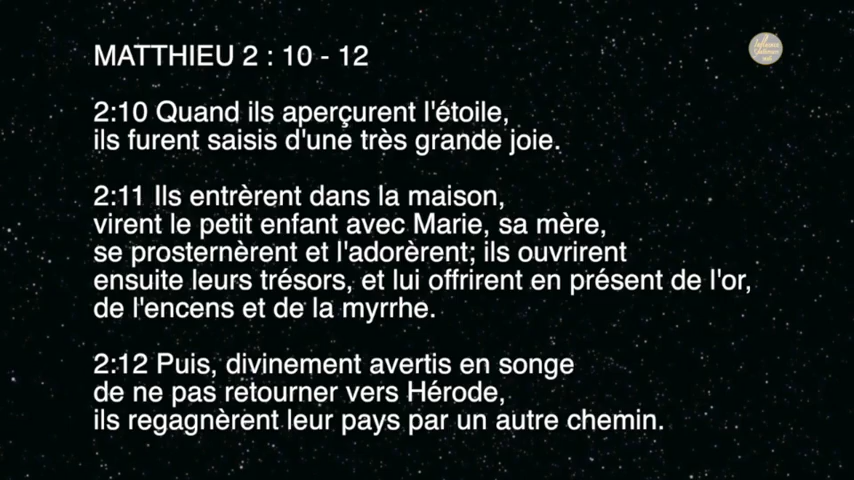 MATTHIEU 2 : 10 - 12
2:10 Quand ils aperçurent l'étoile,
ils furent saisis d'une très grande joie.
2:11 Ils entrèrent dans la maison,
virent le petit enfant avec Marie, sa mère,
se prosternèrent et l'adorèrent; ils ouvrirent
ensuite leurs trésors, et lui offrirent en présent de l'or,
de l'encens et de la myrrhe.
2:12 Puis, divinement avertis en songe
de ne pas retourner vers Hérode,
ils regagnèrent leur pays par un autre chemin.